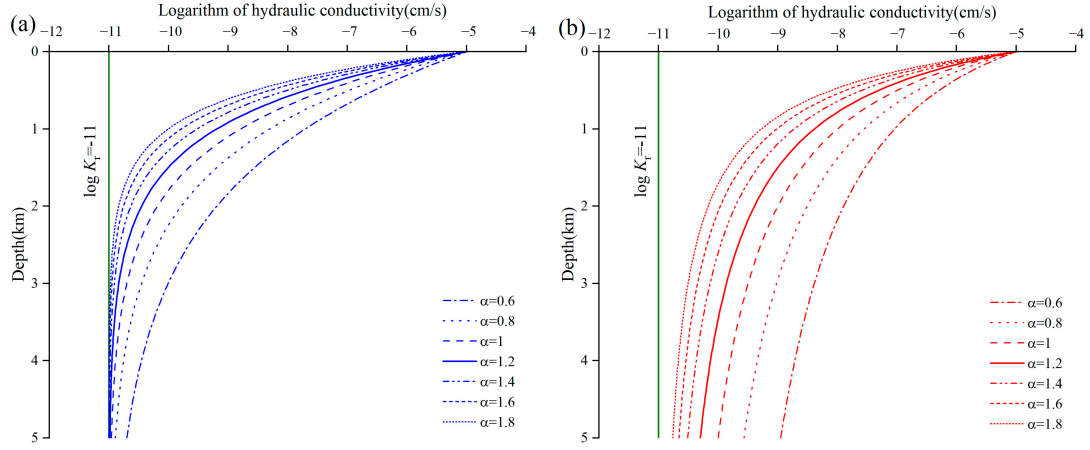 (a)
Logarithm of hydraulic conductivity(cm/s)
−12 −11 −10 −9 −8 −7 −6 −5 −4
0
1
2
3
4
5
Depth(km)
log Kr=-11
α=0.6
α=0.8
α=1
α=1.2
α=1.4
α=1.6
α=1.8
(b)
Logarithm of hydraulic conductivity(cm/s)
−12 −11 −10 −9 −8 −7 −6 −5 −4
0
1
2
3
4
5
Depth(km)
log Kr=-11
α=0.6
α=0.8
α=1
α=1.2
α=1.4
α=1.6
α=1.8